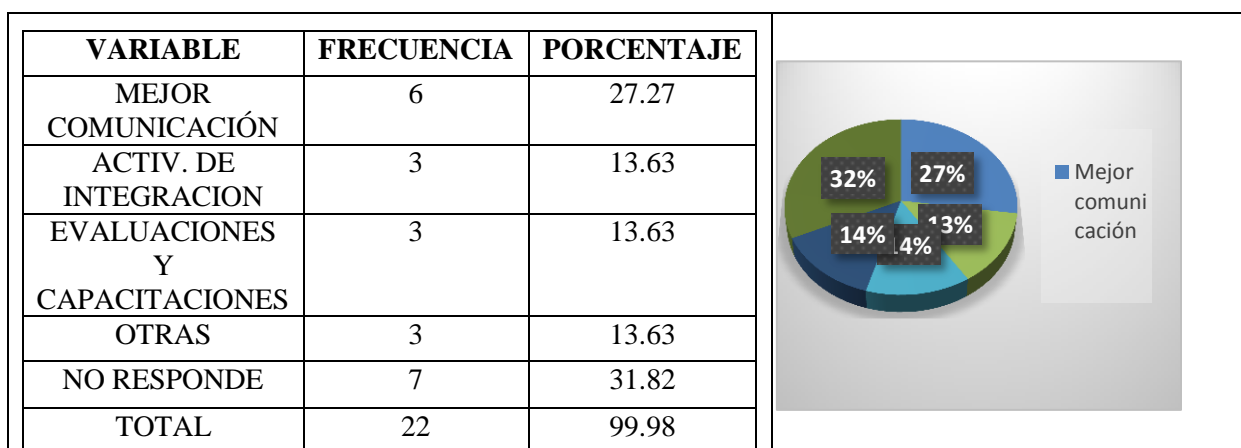 VARIABLE FRECUENCIA PORCENTAJE
MEJOR 6 27.27
COMUNICACIÓN
ACTIV. DE 3 13.63
INTEGRACION
EVALUACIONES 3 13.63
Y
CAPACITACIONES
OTRAS 3 13.63
NO RESPONDE 7 31.82
TOTAL 22 99.98
32% 27%
13%
14%
Mejor
comuni
cación